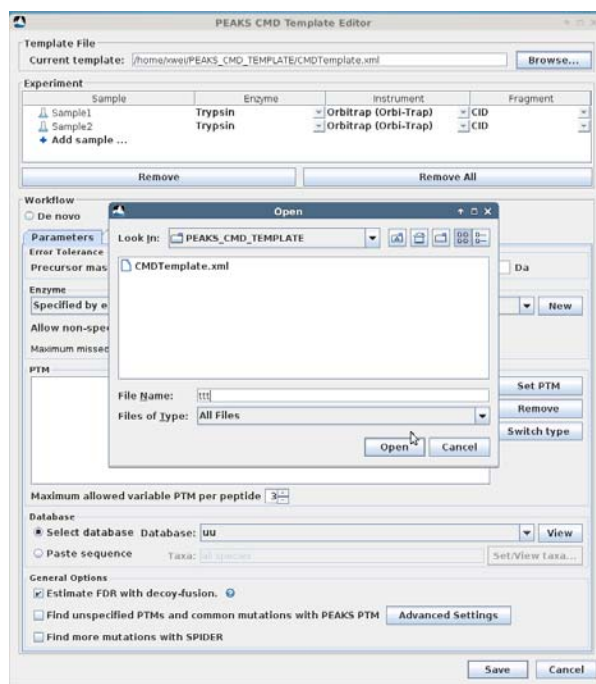 PEAKS CMD Template Editor
Template File
Current template: /home/xwei/PEAKS_CMD_TEMPLATE/CMDTemplate.xml Browse...
Experiment
Sample Enzyme Instrument Fragment
Sample1 Trypsin Orbitrap (Orbi-Trap) CID
Sample2 Trypsin Orbitrap (Orbi-Trap) CID
Add sample ...
Remove Remove All
Workflow
De novo
Open
Parameters
Look In: PEAKS_CMD_TEMPLATE
Error Tolerance
Precursor mas Da
CMDTemplate.xml
Enzyme
Specified by e New
Allow non-spe
Maximum missed
PTM
Set PTM
File Name: ttt
Remove
Files of Type: All Files
Switch type
Open Cancel
Maximum allowed variable PTM per peptide 3
Database
Select database Database: uu View
Paste sequence Taxa: all species Set/View taxa...
General Options
Estimate FDR with decoy-fusion.
Find unspecified PTMs and common mutations with PEAKS PTM Advanced Settings
Find more mutations with SPIDER
Save Cancel